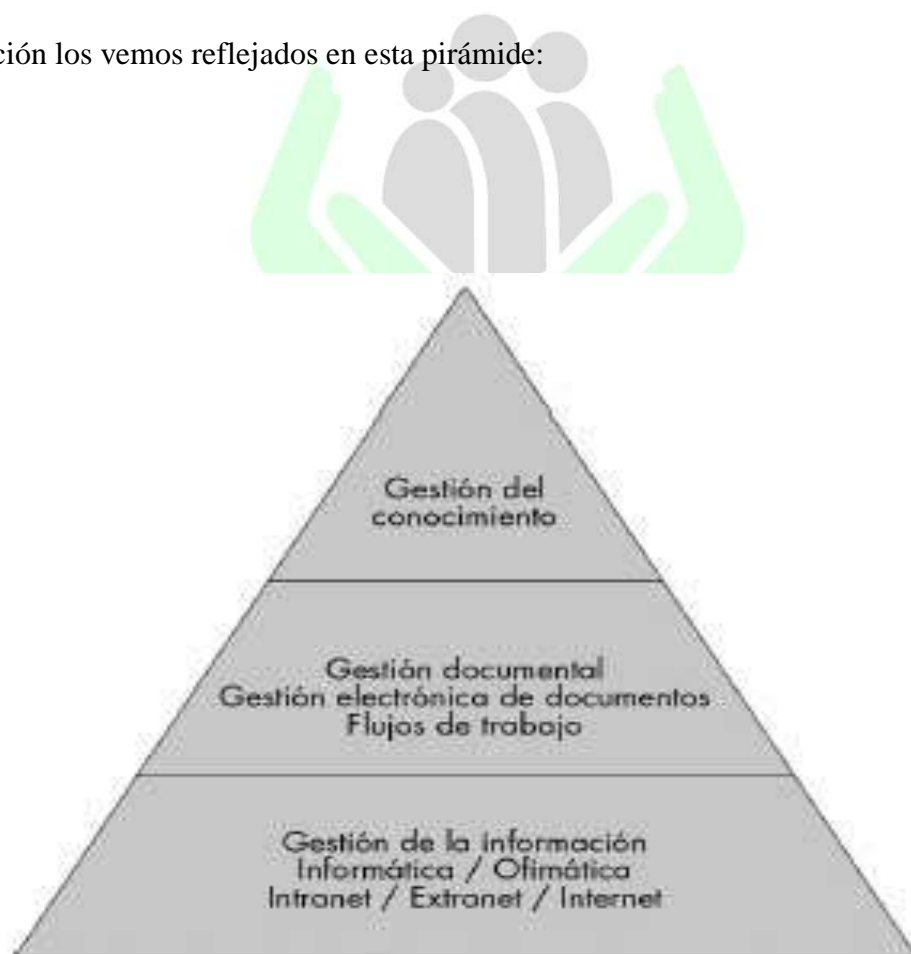 ción los vemos reflejados en esta pirámide:
Gestión del
conocimiento
Gestión documental
Gestión electrónica de documentos
Flujos de trabajo
Gestión de la información
Informática / Ofimática
Intranet / Extranet / Internet